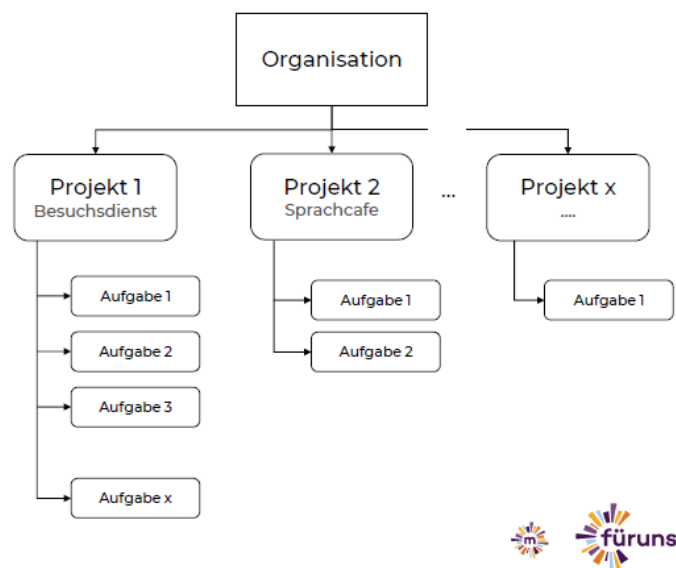 Organisation
Projekt 1
Besuchsdienst
Projekt 2
Sprachcafe
...
Projekt x
....
Aufgabe 1
Aufgabe 2
Aufgabe 3
Aufgabe x
Aufgabe 1
Aufgabe 2
Aufgabe 1
m
füruns